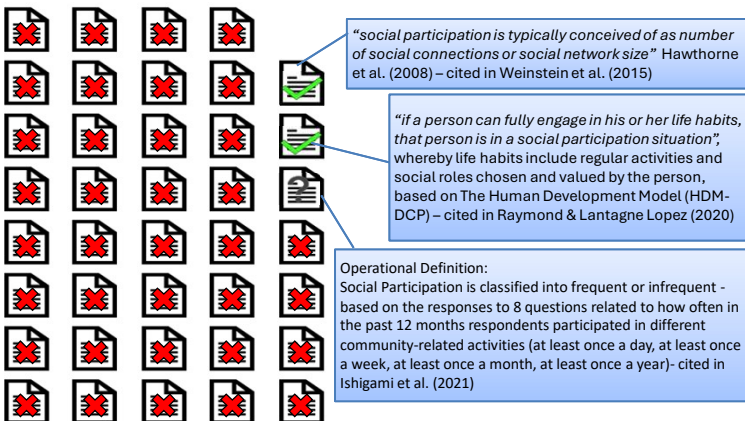 “social participation is typically conceived of as number
of social connections or social network size” Hawthorne
et al. (2008) – cited in Weinstein et al. (2015)
“if a person can fully engage in his or her life habits,
that person is in a social participation situation”,
whereby life habits include regular activities and
social roles chosen and valued by the person,
based on The Human Development Model (HDM-
DCP) – cited in Raymond & Lantagne Lopez (2020)
?
Operational Definition:
Social Participation is classified into frequent or infrequent -
based on the responses to 8 questions related to how often in
the past 12 months respondents participated in different
community-related activities (at least once a day, at least once
a week, at least once a month, at least once a year)- cited in
Ishigami et al. (2021)